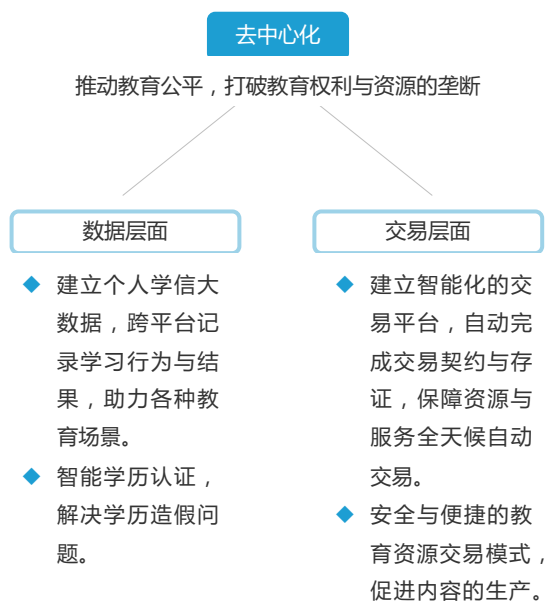 去中心化
推动教育公平，打破教育权利与资源的垄断
数据层面
建立个人学信大
数据，跨平台记
录学习行为与结
果，助力各种教
育场景。
智能学历认证，
解决学历造假问
题。
交易层面
建立智能化的交
易平台，自动完
成交易契约与存
证，保障资源与
服务全天候自动
交易。
安全与便捷的教
育资源交易模式，
促进内容的生产。